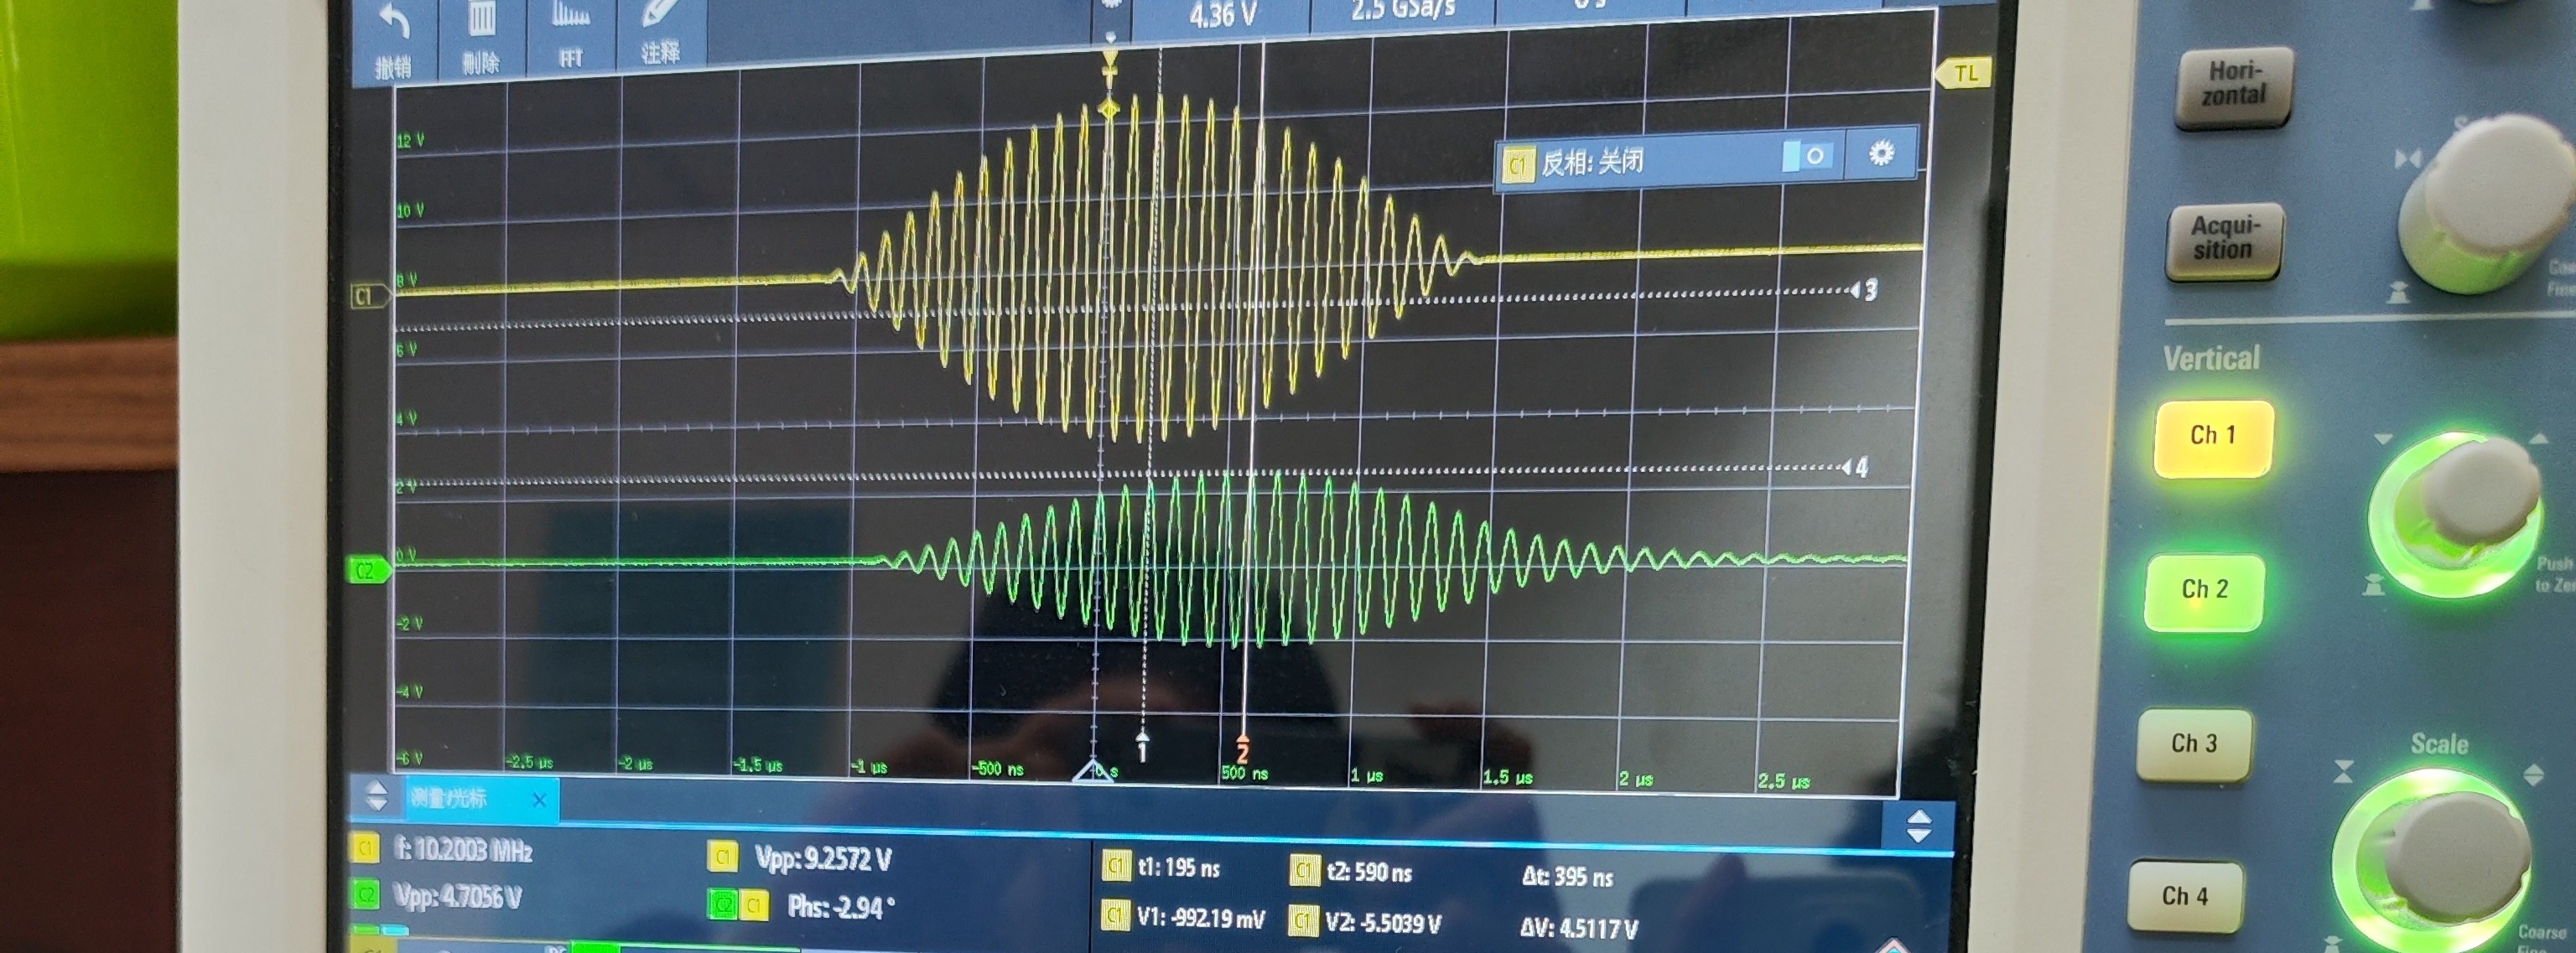 4.36 V
2.5 GSa/s
撤销
删除
FFT
注释
TL
12 V
10 V
8 V
6 V
4 V
2 V
0 V
-2 V
-4 V
-6 V
C1
C2
C1 反相: 关闭
3
4
1
2
-2.5 µs
-2 µs
-1.5 µs
-1 µs
-500 ns
0 s
500 ns
1 µs
1.5 µs
2 µs
2.5 µs
测量/光标
C1 f: 10.2003 MHz
C1 Vpp: 9.2572 V
C1 t1: 195 ns
C1 t2: 590 ns
Δt: 395 ns
C2 Vpp: 4.7056 V
C2 C1 Phs: -2.94 °
C1 V1: -992.19 mV
C1 V2: -5.5039 V
ΔV: 4.5117 V
C1
Hori-
zontal
Acqui-
sition
Vertical
Ch 1
Ch 2
Ch 3
Ch 4
Scale
Push
Coarse